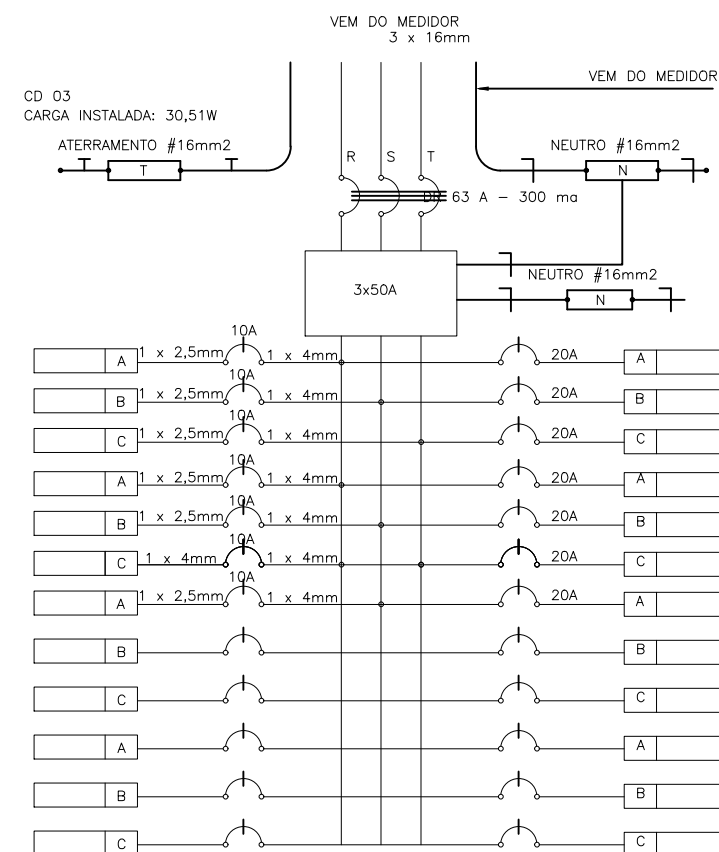 VEM DO MEDIDOR
3 x 16mm
VEM DO MEDIDOR
CD 03
CARGA INSTALADA: 30,51W
ATERRAMENTO #16mm2
T
R S T
NEUTRO #16mm2
N
DR 63 A - 300 ma
3x50A
NEUTRO #16mm2
N
A 1 x 2,5mm 10A 1 x 4mm 20A A
B 1 x 2,5mm 10A 1 x 4mm 20A B
C 1 x 2,5mm 10A 1 x 4mm 20A C
A 1 x 2,5mm 10A 1 x 4mm 20A A
B 1 x 2,5mm 10A 1 x 4mm 20A B
C 1 x 4mm 10A 1 x 4mm 20A C
A 1 x 2,5mm 10A 1 x 4mm 20A A
B B
C C
A A
B B
C C